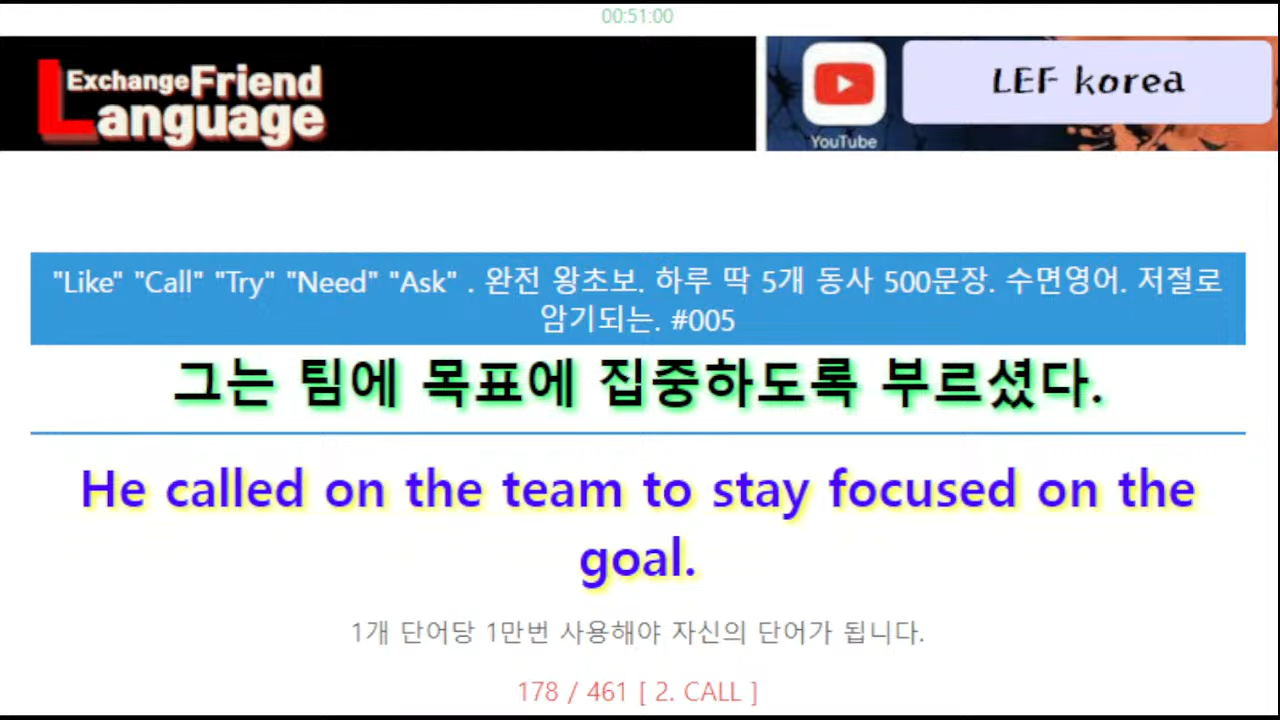 00:51:00
ExchangeFriend
Language
LEF korea
YouTube
"Like" "Call" "Try" "Need" "Ask" . 완전 왕초보. 하루 딱 5개 동사 500문장. 수면영어. 저절로
암기되는. #005
그는 팀에 목표에 집중하도록 부르셨다.
He called on the team to stay focused on the
goal.
1개 단어당 1만번 사용해야 자신의 단어가 됩니다.
178 / 461 [ 2. CALL ]